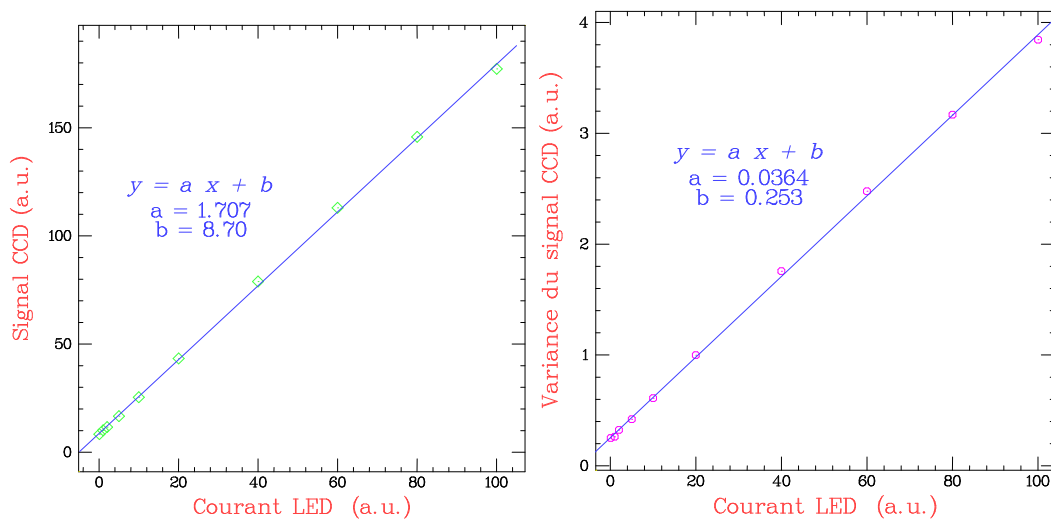 Signal CCD (a.u.)
150
100
50
0
y = a x + b
a = 1.707
b = 8.70
0 20 40 60 80 100
Courant LED (a.u.)
Variance du signal CCD (a.u.)
4
3
2
1
0
y = a x + b
a = 0.0364
b = 0.253
0 20 40 60 80 100
Courant LED (a.u.)